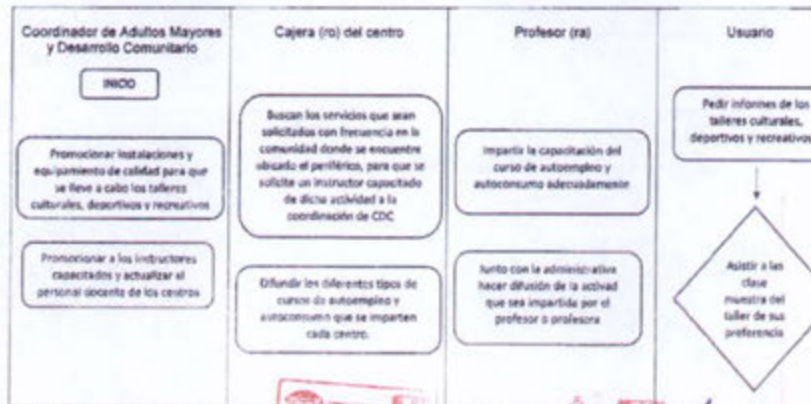 Coordinador de Adultos Mayores
y Desarrollo Comunitario
INICIO
Promocionar instalaciones y
equipamiento de calidad para que
se lleve a cabo los talleres
culturales, deportivos y recreativos
Promocionar a los instructores
capacitados y actualizar al
personal docente de los centros
Cajera (ro) del centro
Buscan los servicios que sean
solicitados con frecuencia en la
comunidad donde se encuentre
ubicado el periférico, para que se
solicite un instructor capacitado
de dicha actividad a la
coordinación de CDC
Difundir los diferentes tipos de
cursos de autoempleo y
autoconsumo que se imparten
cada centro.
Profesor (ra)
Impartir la capacitación del
curso de autoempleo y
autoconsumo adecuadamente
Junto con la administrativa
hacer difusión de la activad
que sea impartida por el
profesor o profesora
Usuario
Pedir informes de los
talleres culturales,
deportivos y recreativos
Asistir a las
clase
muestra del
taller de sus
preferencia